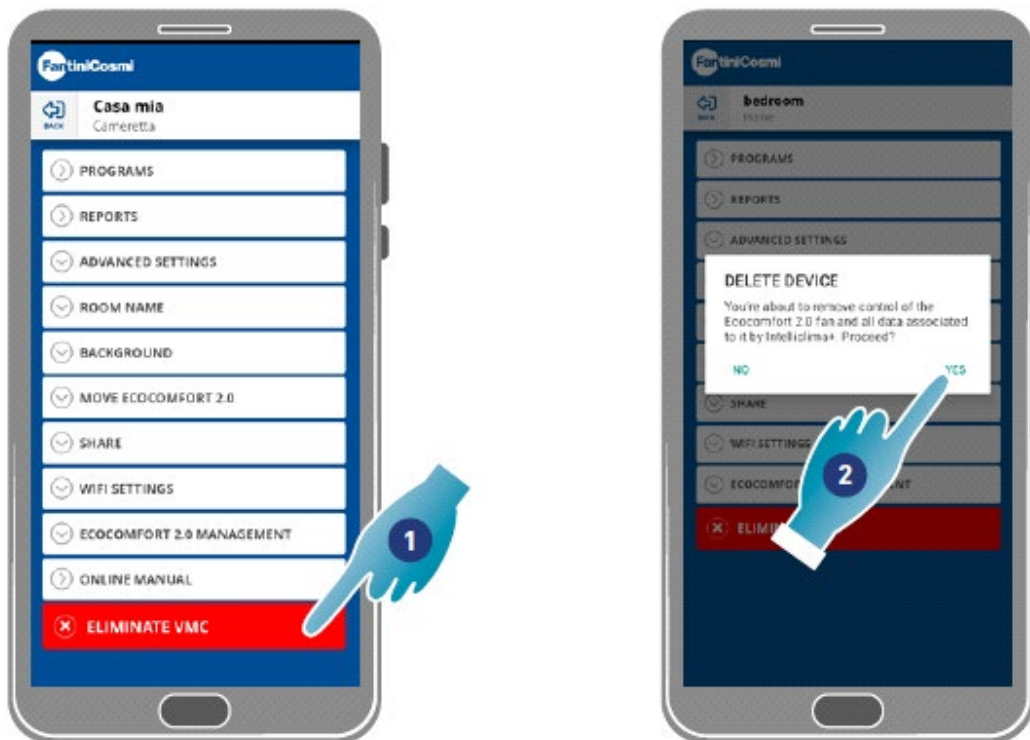 FantiniCosmi
BACK
Casa mia
Cameretta
PROGRAMS
REPORTS
ADVANCED SETTINGS
ROOM NAME
BACKGROUND
MOVE ECOCOMFORT 2.0
SHARE
WIFI SETTINGS
ECOCOMFORT 2.0 MANAGEMENT
ONLINE MANUAL
ELIMINATE VMC
1
FantiniCosmi
BACK
bedroom
Home
PROGRAMS
REPORTS
ADVANCED SETTINGS
DELETE DEVICE
You're about to remove control of the
Ecocomfort 2.0 fan and all data associated
to it by Intelliclima+. Proceed?
NO
YES
SHARE
WIFI SETTINGS
2